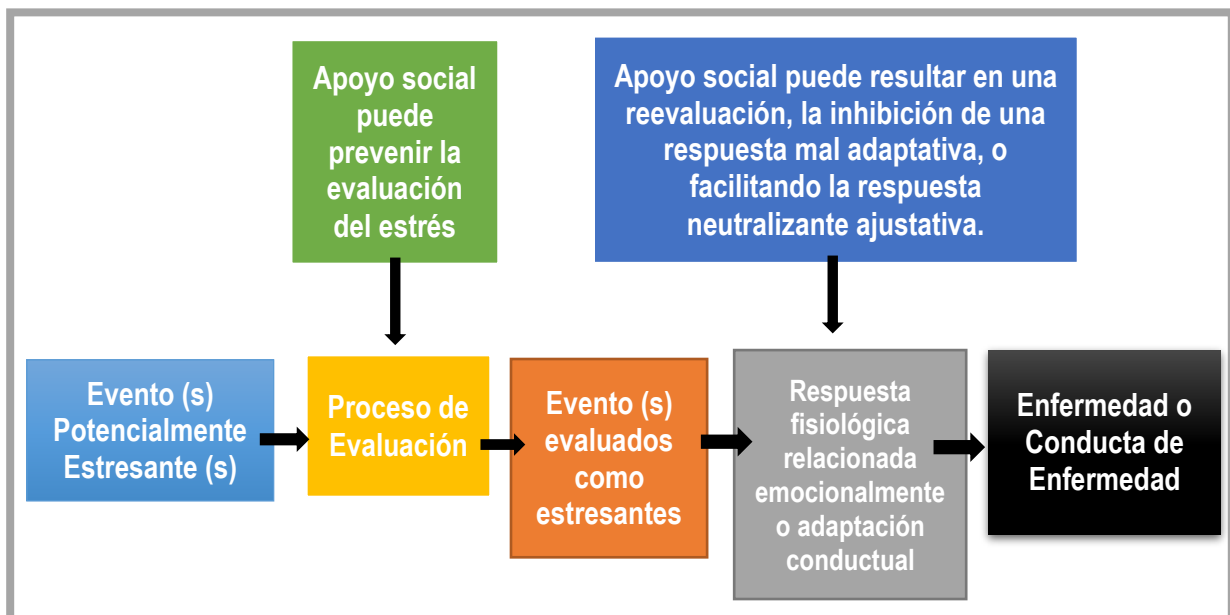 Apoyo social
puede
prevenir la
evaluación
del estrés
Apoyo social puede resultar en una
reevaluación, la inhibición de una
respuesta mal adaptativa, o
facilitando la respuesta
neutralizante ajustativa.
Evento (s)
Potencialmente
Estresante (s)
Proceso de
Evaluación
Evento (s)
evaluados
como
estresantes
Respuesta
fisiológica
relacionada
emocionalmente
o adaptación
conductual
Enfermedad o
Conducta de
Enfermedad